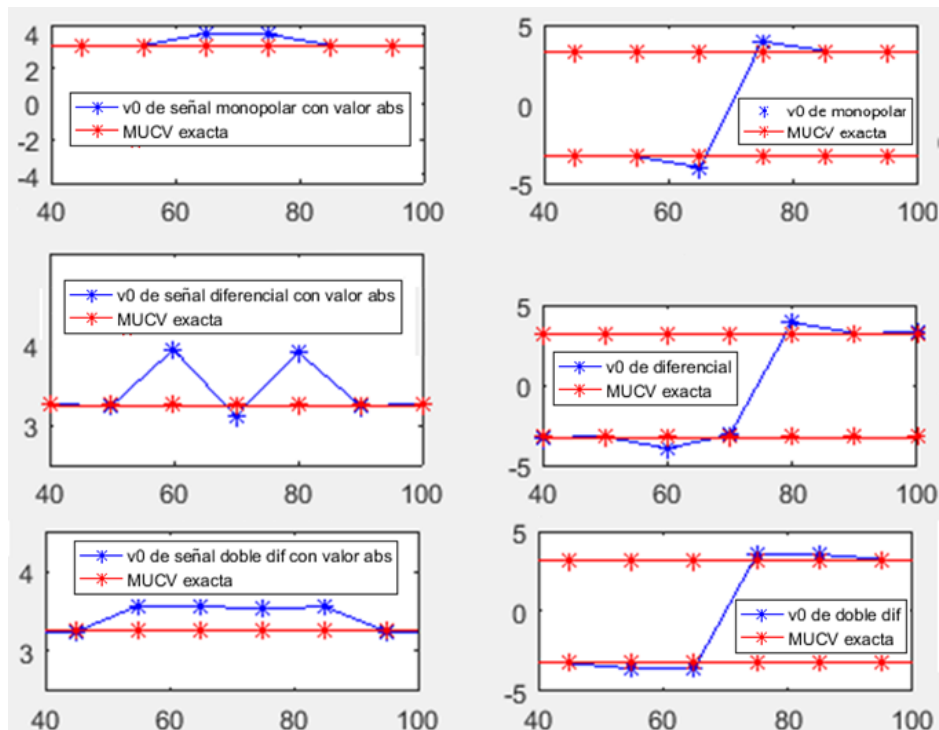 4
2
0
-2
-4
40 60 80 100
v0 de señal monopolar con valor abs
MUCV exacta
5
0
-5
40 60 80 100
v0 de monopolar
MUCV exacta
4
3
40 60 80 100
v0 de señal diferencial con valor abs
MUCV exacta
5
0
-5
40 60 80 100
v0 de diferencial
MUCV exacta
4
3
40 60 80 100
v0 de señal doble dif con valor abs
MUCV exacta
5
0
-5
40 60 80 100
v0 de doble dif
MUCV exacta